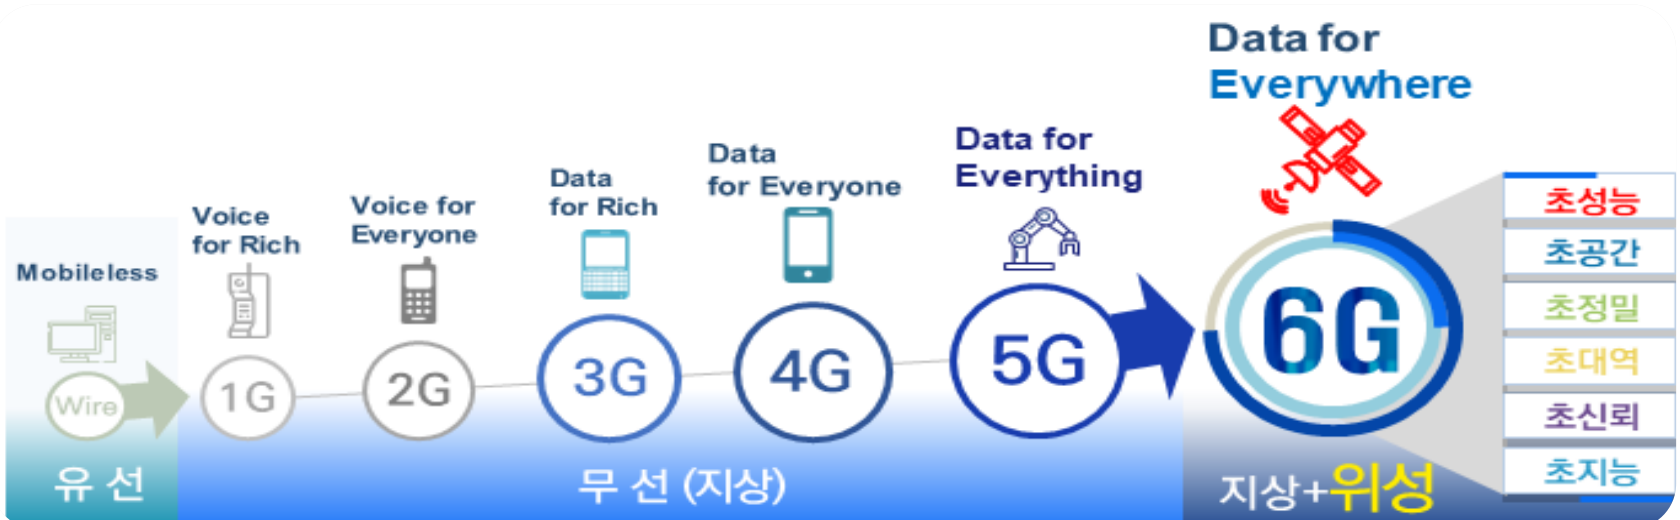 Mobileless
Wire
유 선
Voice
for Rich
1G
Voice for
Everyone
2G
Data
for Rich
3G
Data
for Everyone
4G
Data for
Everything
5G
무 선 (지상)
Data for
Everywhere
6G
지상+위성
초성능
초공간
초정밀
초대역
초신뢰
초지능